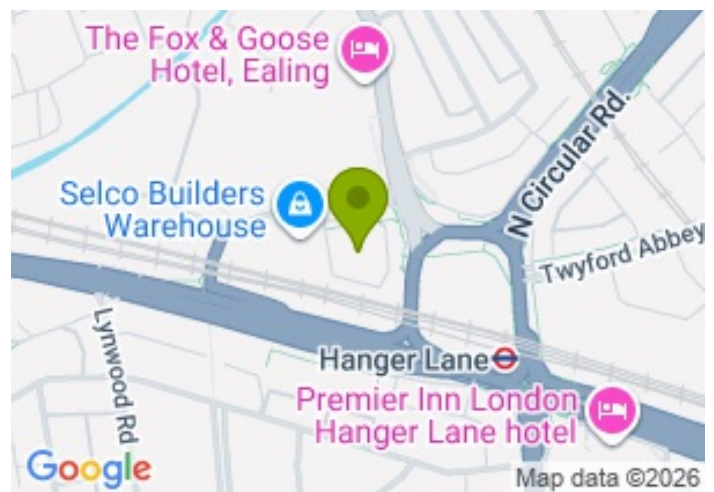 The Fox & Goose
Hotel, Ealing
N Circular Rd.
Selco Builders
Warehouse
Twyford Abbey
Lynwood Rd
Hanger Lane
Premier Inn London
Hanger Lane hotel
Google
Map data ©2026